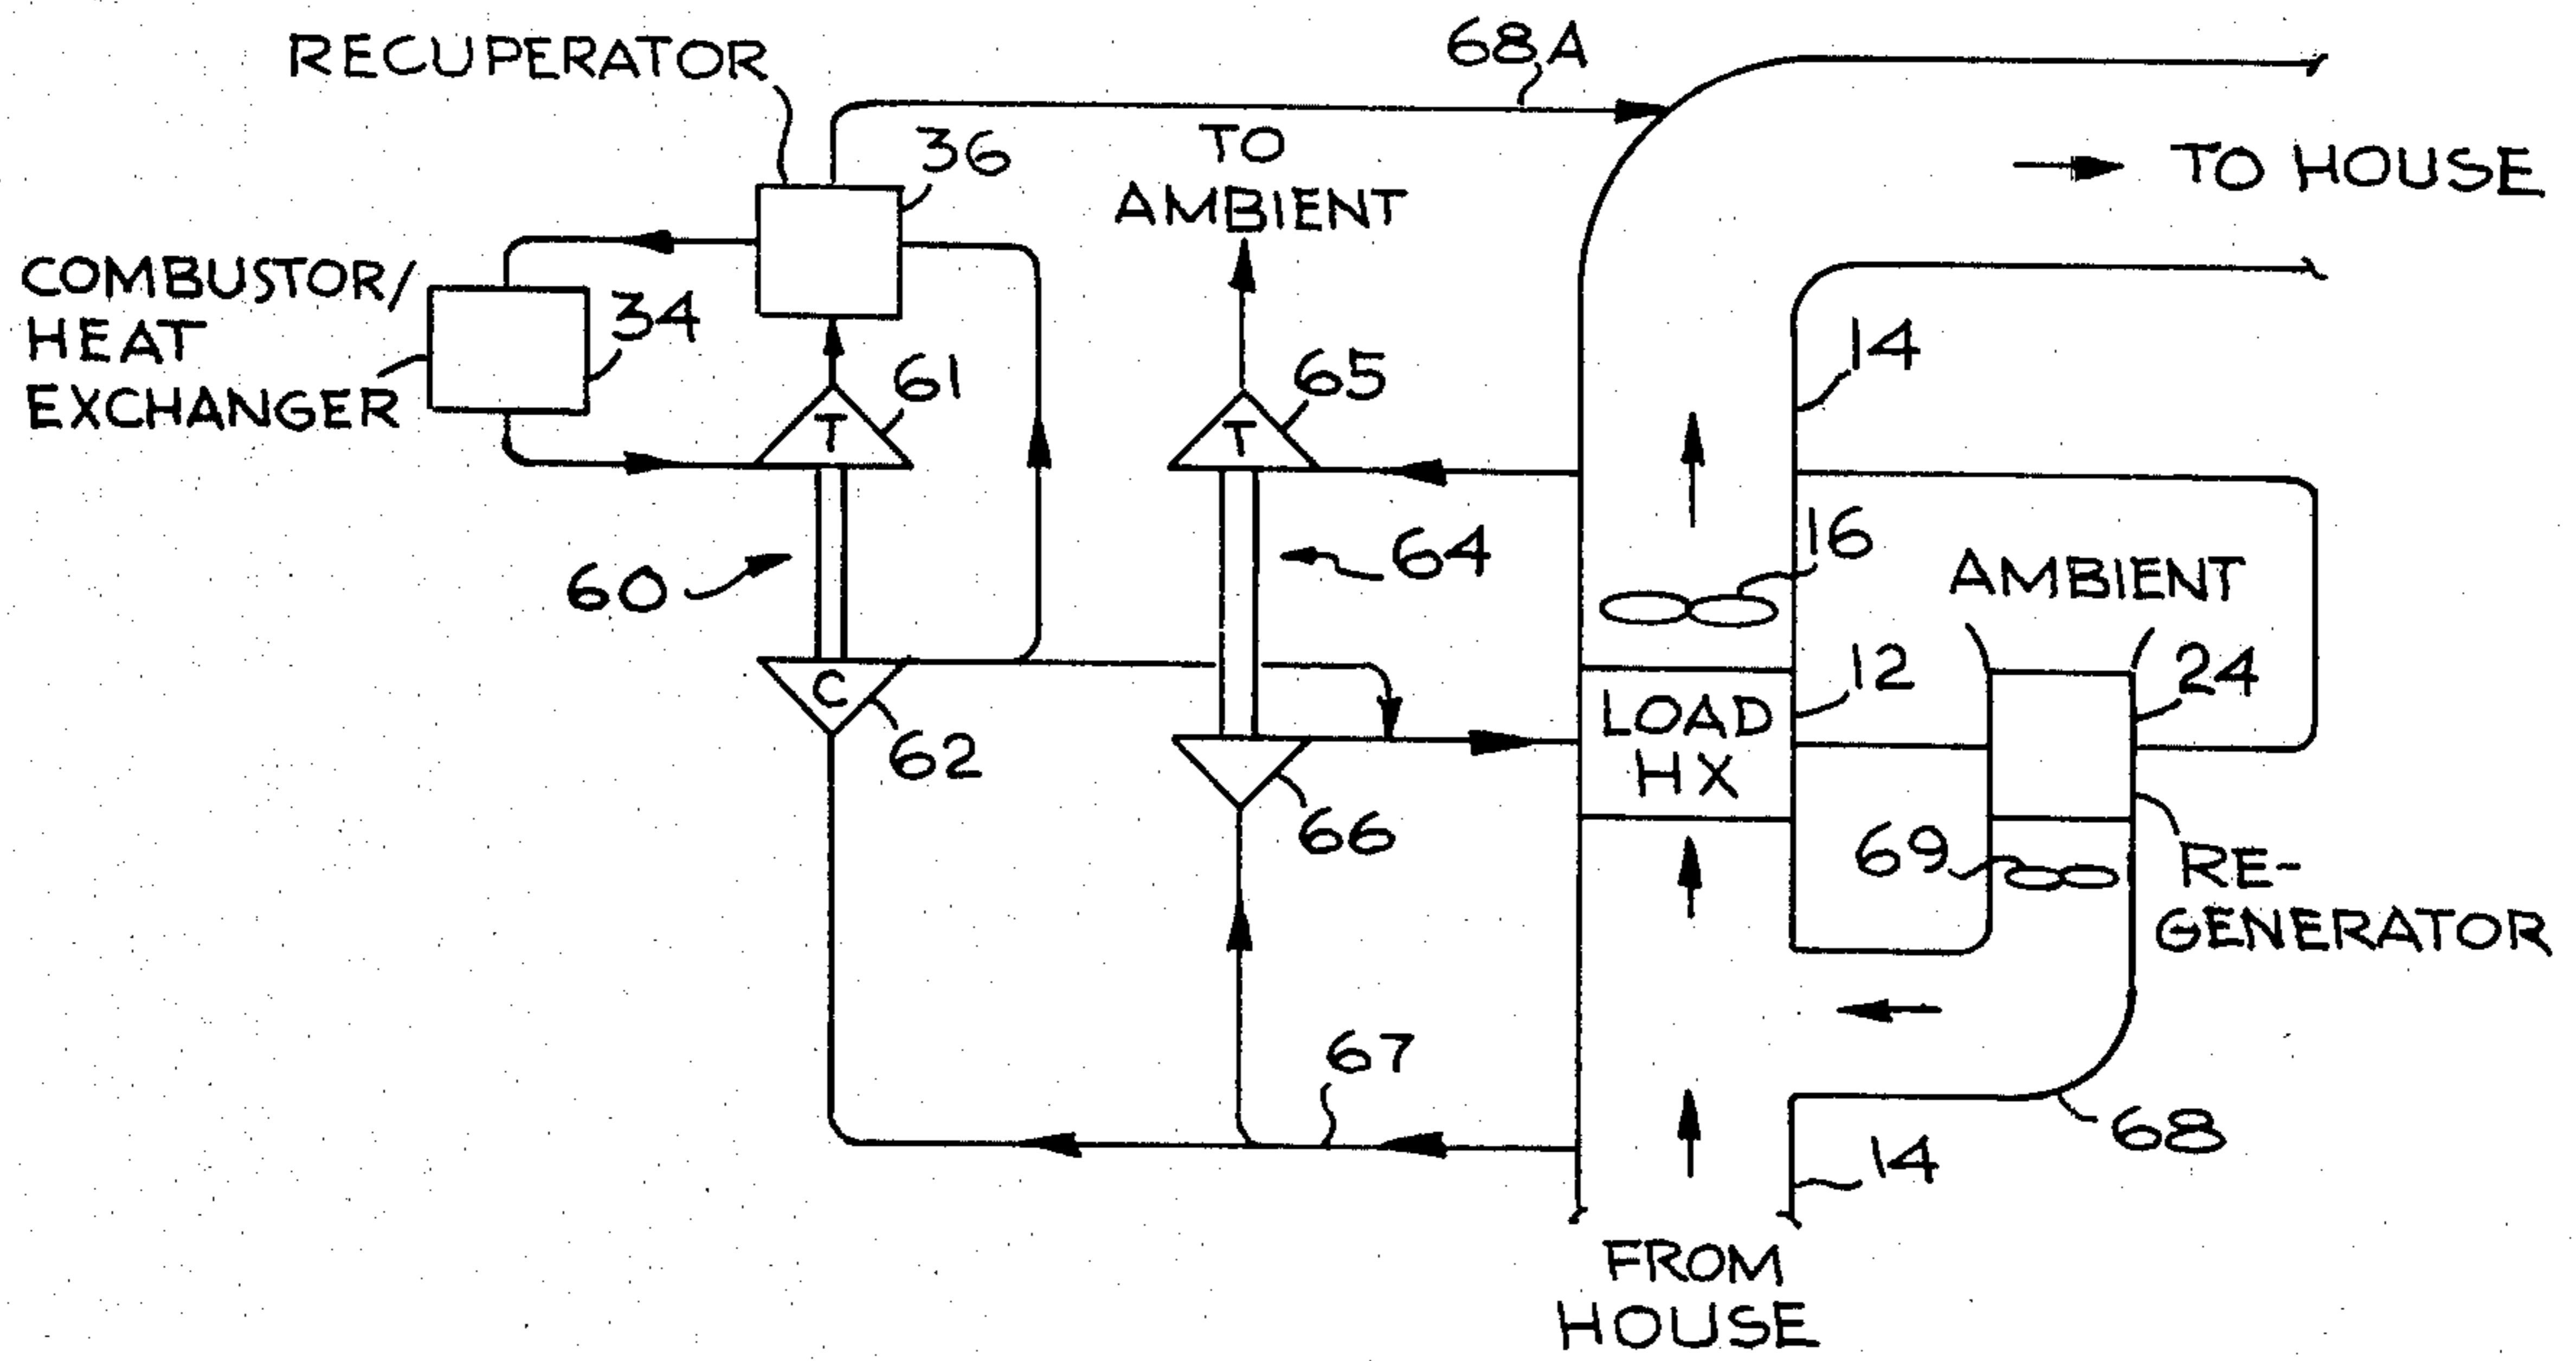 RECUPERATOR
68A
36
TO
AMBIENT
TO HOUSE
COMBUSTOR/
HEAT
EXCHANGER
34
61
T
65
T
14
60
64
16
AMBIENT
C
62
66
LOAD
HX
12
24
69
RE-
GENERATOR
67
68
14
FROM
HOUSE